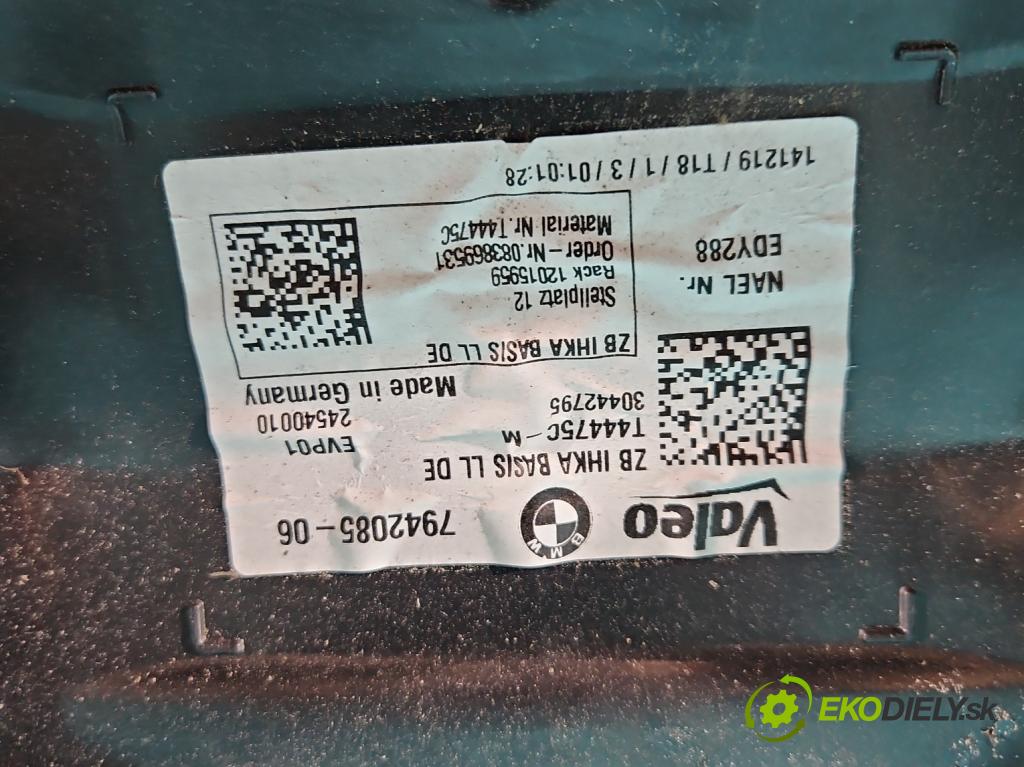 Valeo
BMW
7942085-06
ZB IHKA BASIS LL DE
T44475C-M
30442795
EVP01
24540010
Made in Germany
ZB IHKA BASIS LL DE
Stellplatz 12
Rack 12015959
Order-Nr.0838869531
Material Nr.T44475C
NAEL Nr.
EDY288
141219 / T18 / 1 / 3 / 01:01:28
EKODIELY.sk